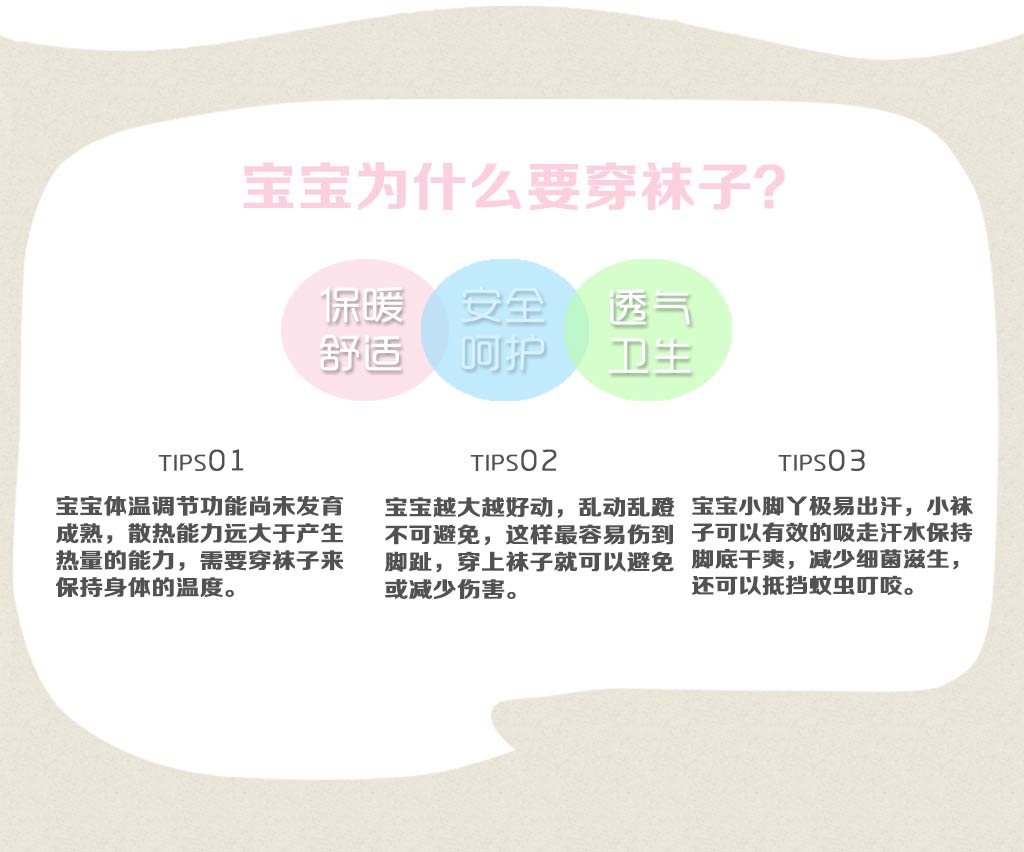 宝宝为什么要穿袜子?
保暖
舒适
安全
呵护
透气
卫生
TIPS01
宝宝体温调节功能尚未发育
成熟，散热能力远大于产生
热量的能力，需要穿袜子来
保持身体的温度。
TIPS02
宝宝越大越好动，乱动乱蹬
不可避免，这样最容易伤到
脚趾，穿上袜子就可以避免
或减少伤害。
TIPS03
宝宝小脚丫极易出汗，小袜
子可以有效的吸走汗水保持
脚底干爽，减少细菌滋生，
还可以抵挡蚊虫叮咬。